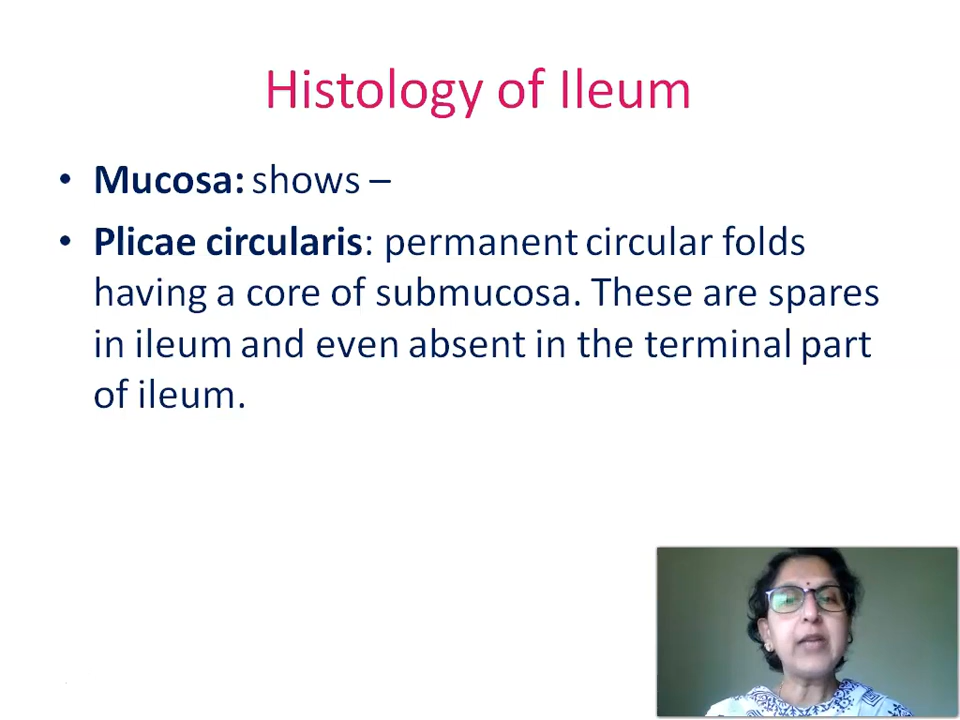 Histology of Ileum
• Mucosa: shows –
• Plicae circularis: permanent circular folds
having a core of submucosa. These are spares
in ileum and even absent in the terminal part
of ileum.